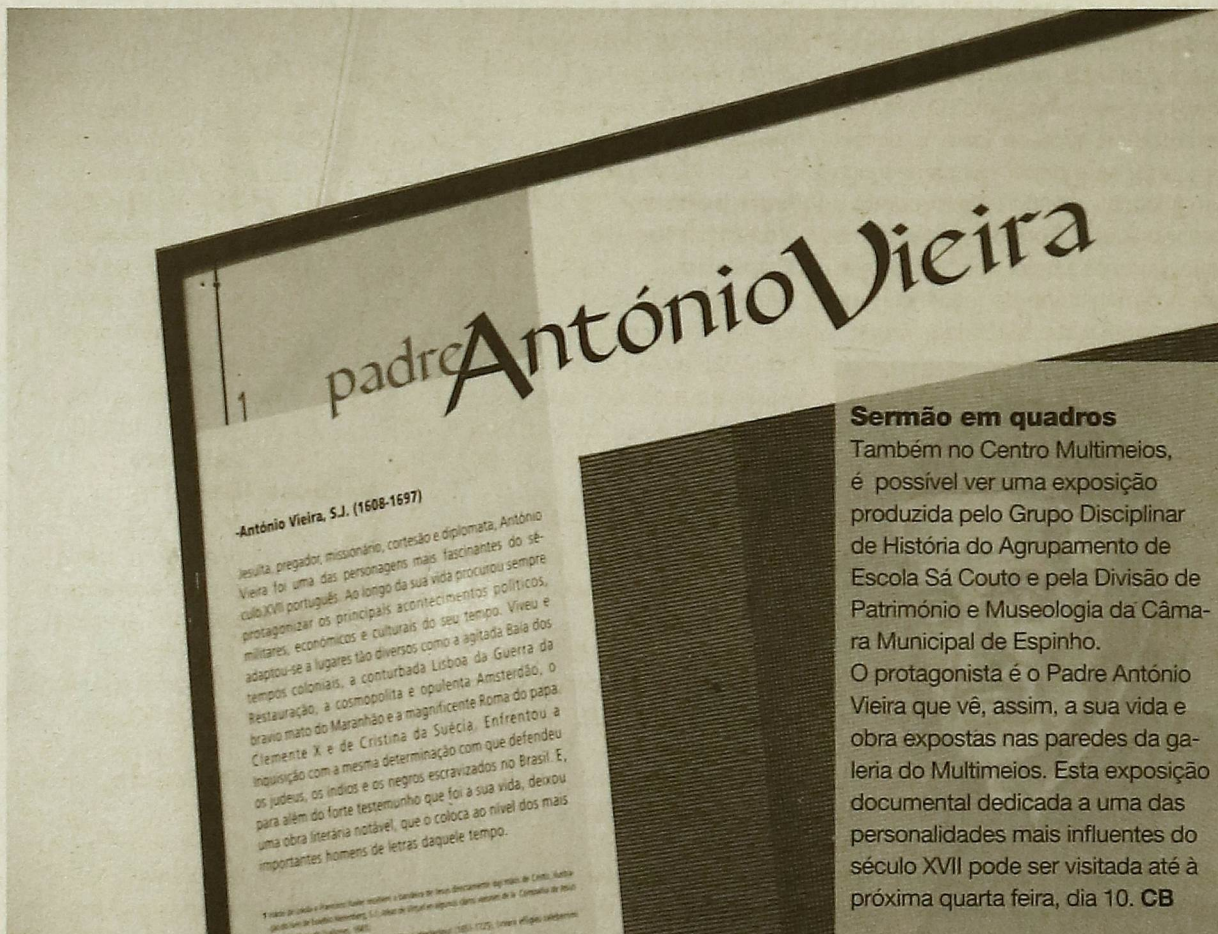 padre António Vieira
1
-António Vieira, S.J. (1608-1697)
Jesuíta, pregador, missionário, cortesão e diplomata, António
Vieira foi uma das personagens mais fascinantes do sé-
culo XVII português. Ao longo da sua vida procurou sempre
protagonizar os principais acontecimentos políticos,
militares, económicos e culturais do seu tempo. Viveu e
adaptou-se a lugares tão diversos como a agitada Baía dos
tempos coloniais, a conturbada Lisboa da Guerra da
Restauração, a cosmopolita e opulenta Amsterdão, o
bravio mato do Maranhão e a magnificente Roma do papa
Clemente X e de Cristina da Suécia. Enfrentou a
Inquisição com a mesma determinação com que defendeu
os judeus, os índios e os negros escravizados no Brasil. E,
para além do forte testemunho que foi a sua vida, deixou
uma obra literária notável, que o coloca ao nível dos mais
importantes homens de letras daquele tempo.
Sermão em quadros
Também no Centro Multimeios,
é possível ver uma exposição
produzida pelo Grupo Disciplinar
de História do Agrupamento de
Escola Sá Couto e pela Divisão de
Património e Museologia da Câma-
ra Municipal de Espinho.
O protagonista é o Padre António
Vieira que vê, assim, a sua vida e
obra expostas nas paredes da ga-
leria do Multimeios. Esta exposição
documental dedicada a uma das
personalidades mais influentes do
século XVII pode ser visitada até à
próxima quarta feira, dia 10. CB